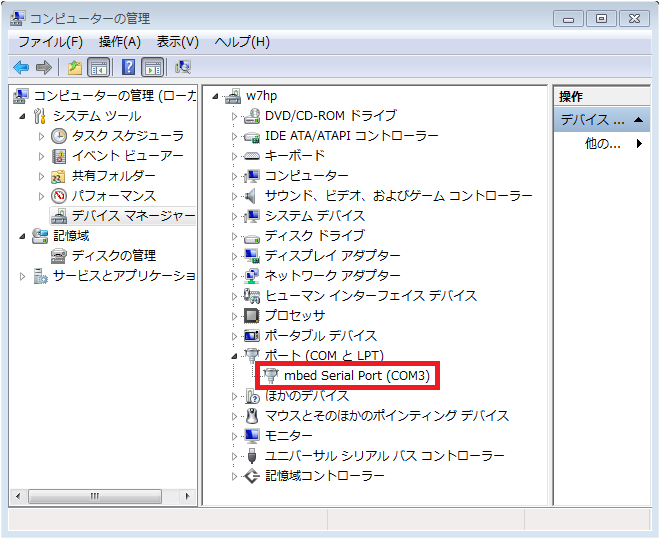 コンピューターの管理
ファイル(F) 操作(A) 表示(V) ヘルプ(H)
コンピューターの管理 (ローカ
システム ツール
タスク スケジューラ
イベント ビューアー
共有フォルダー
パフォーマンス
デバイス マネージャー
記憶域
ディスクの管理
サービスとアプリケーショ
w7hp
DVD/CD-ROM ドライブ
IDE ATA/ATAPI コントローラー
キーボード
コンピューター
サウンド、ビデオ、およびゲーム コントローラー
システム デバイス
ディスク ドライブ
ディスプレイ アダプター
ネットワーク アダプター
ヒューマン インターフェイス デバイス
プロセッサ
ポータブル デバイス
ポート (COM と LPT)
mbed Serial Port (COM3)
ほかのデバイス
マウスとそのほかのポインティング デバイス
モニター
ユニバーサル シリアル バス コントローラー
記憶域コントローラー
操作
デバイス ...
他の...